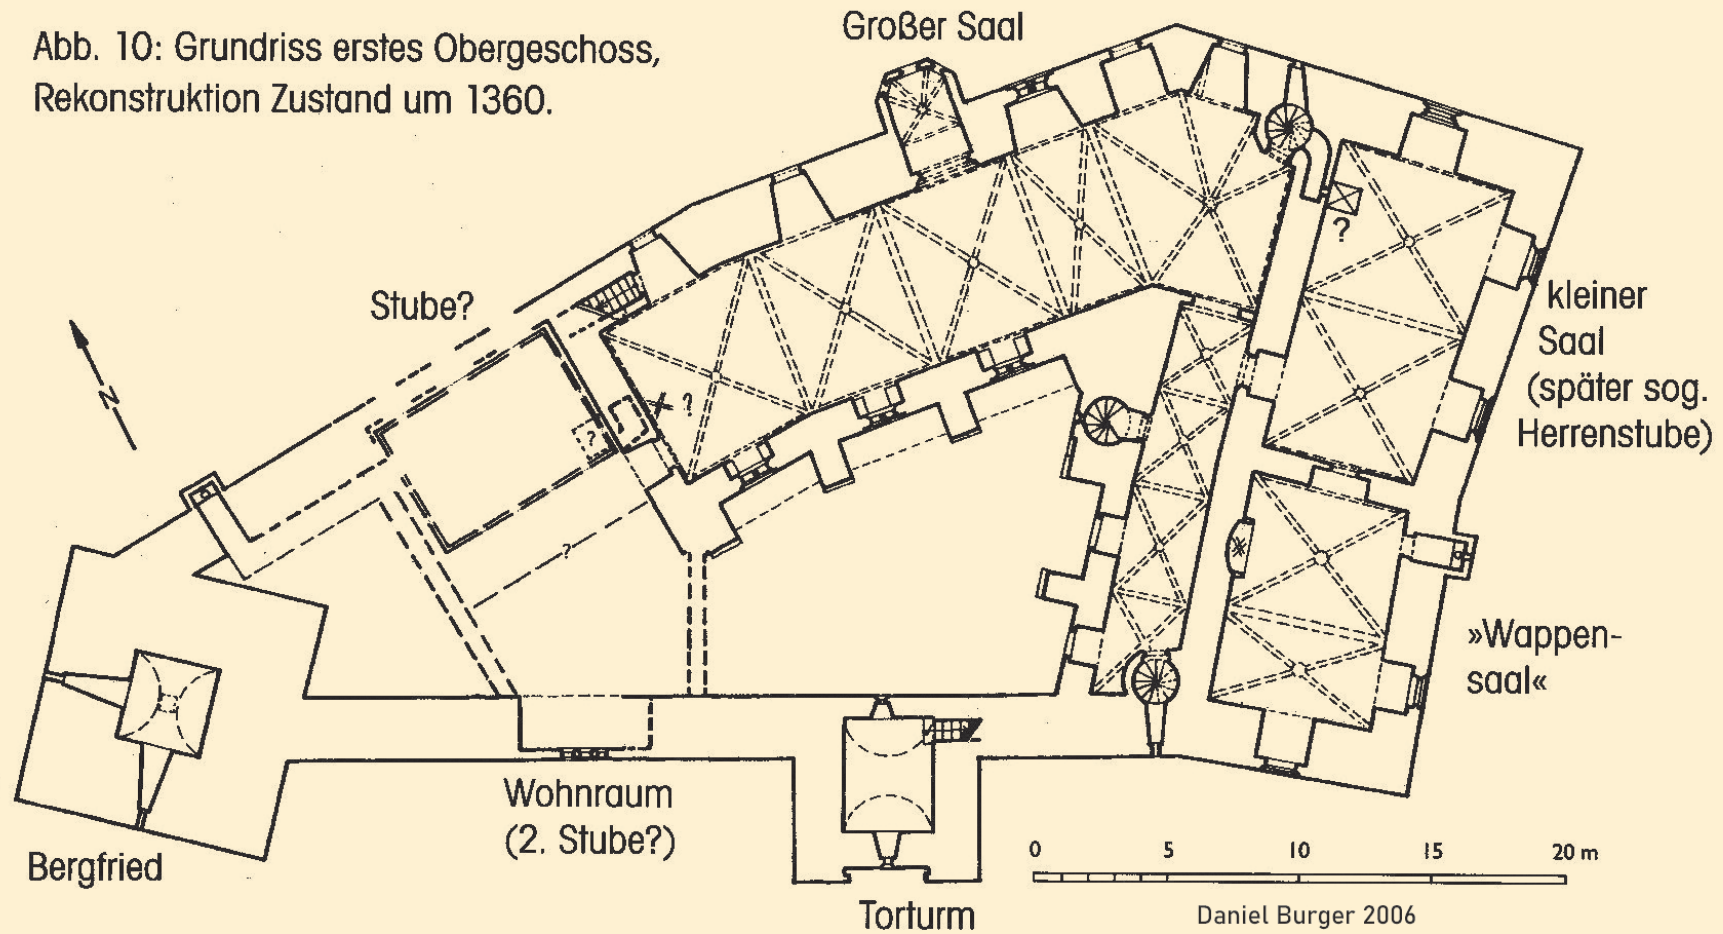 Abb. 10: Grundriss erstes Obergeschoss,
Rekonstruktion Zustand um 1360.
Großer Saal
Stube?
N
?
?
?
?
kleiner
Saal
(später sog.
Herrenstube)
»Wappen-
saal«
Wohnraum
(2. Stube?)
Bergfried
Torturm
0 5 10 15 20 m
Daniel Burger 2006